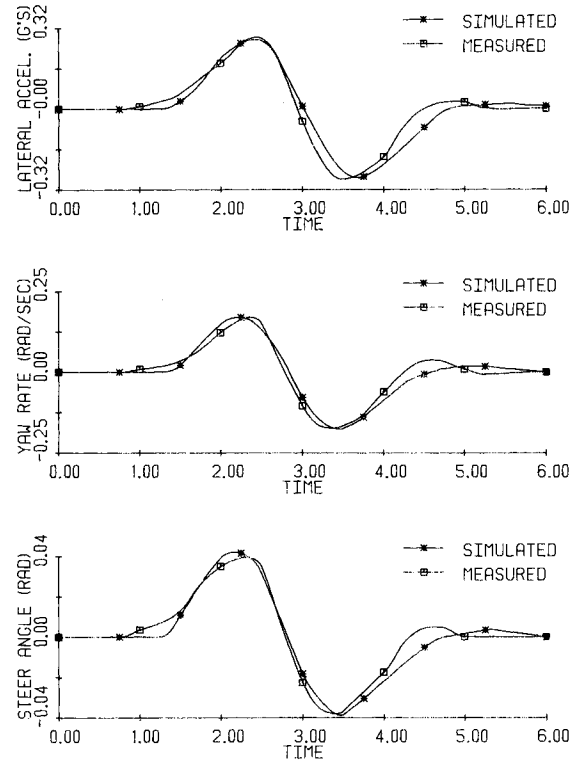 SIMULATED
MEASURED
LATERAL ACCEL. (G'S)
0.32
-0.00
-0.32
0.00 1.00 2.00 3.00 4.00 5.00 6.00
TIME
SIMULATED
MEASURED
YAW RATE (RAD/SEC)
0.25
0.00
-0.25
0.00 1.00 2.00 3.00 4.00 5.00 6.00
TIME
SIMULATED
MEASURED
STEER ANGLE (RAD)
0.04
0.00
-0.04
0.00 1.00 2.00 3.00 4.00 5.00 6.00
TIME